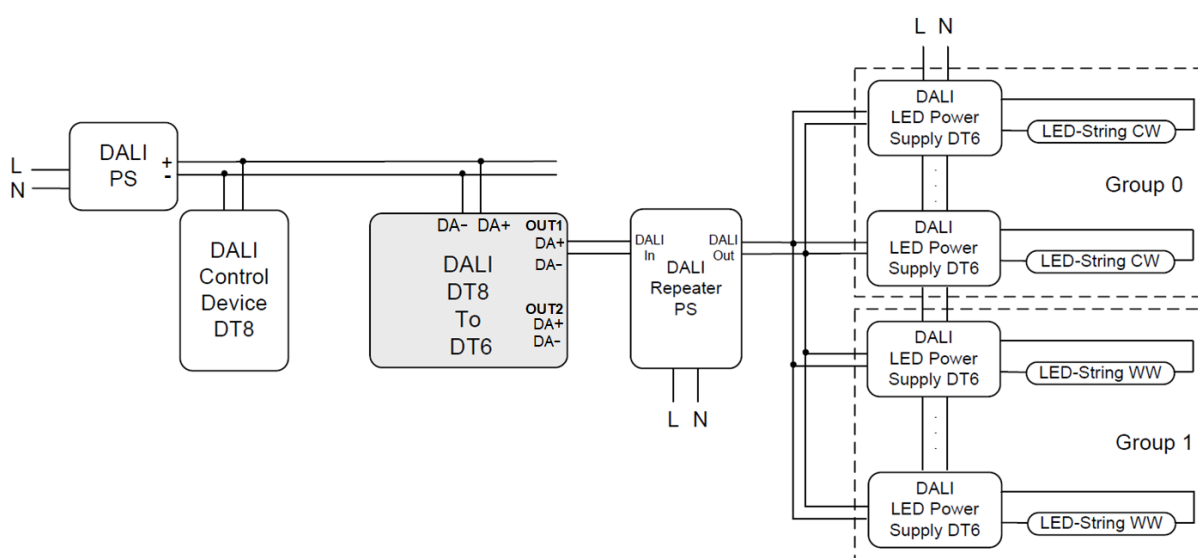 L N
DALI
LED Power
Supply DT6
LED-String CW
Group 0
DALI
LED Power
Supply DT6
LED-String CW
L
N
DALI
PS
+
-
DALI
Control
Device
DT8
DA- DA+ OUT1
DA+
DA-
DALI
DT8
To
DT6
OUT2
DA+
DA-
DALI
In
DALI
Out
DALI
Repeater
PS
L N
DALI
LED Power
Supply DT6
LED-String WW
Group 1
DALI
LED Power
Supply DT6
LED-String WW